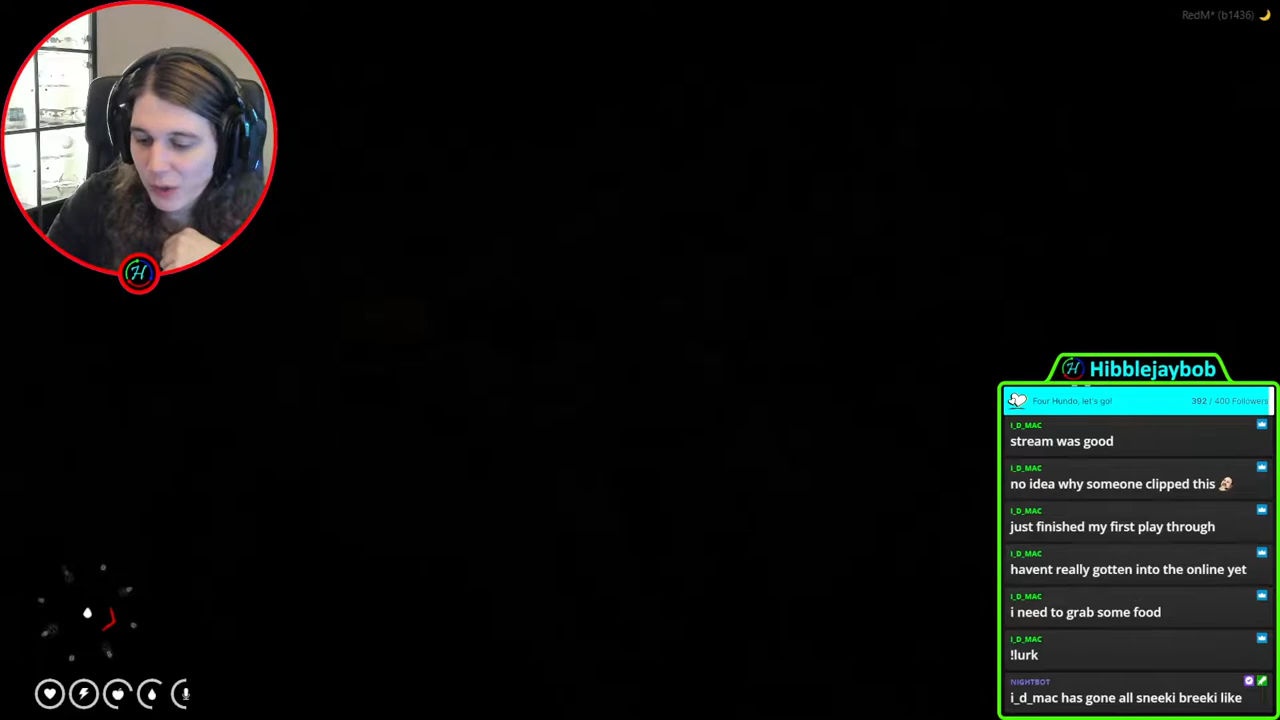 RedM* (b1436)
H
H Hibblejaybob
Four Hundo, let's go! 392 / 400 Followers
I_D_MAC
stream was good
I_D_MAC
no idea why someone clipped this
I_D_MAC
just finished my first play through
I_D_MAC
havent really gotten into the online yet
I_D_MAC
i need to grab some food
I_D_MAC
!lurk
NIGHTBOT
i_d_mac has gone all sneeki breeki like